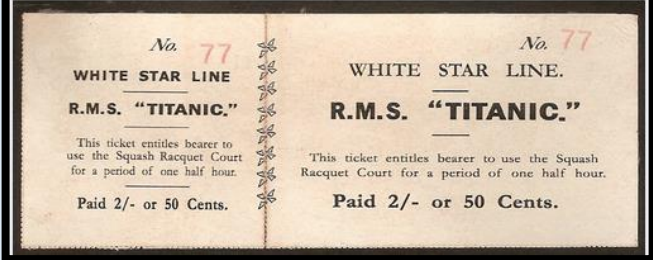 No. 77
WHITE STAR LINE
R.M.S. "TITANIC."
This ticket entitles bearer to
use the Squash Racquet Court
for a period of one half hour.
Paid 2/- or 50 Cents.
No. 77
WHITE STAR LINE.
R.M.S. "TITANIC."
This ticket entitles bearer to use the Squash
Racquet Court for a period of one half hour.
Paid 2/- or 50 Cents.